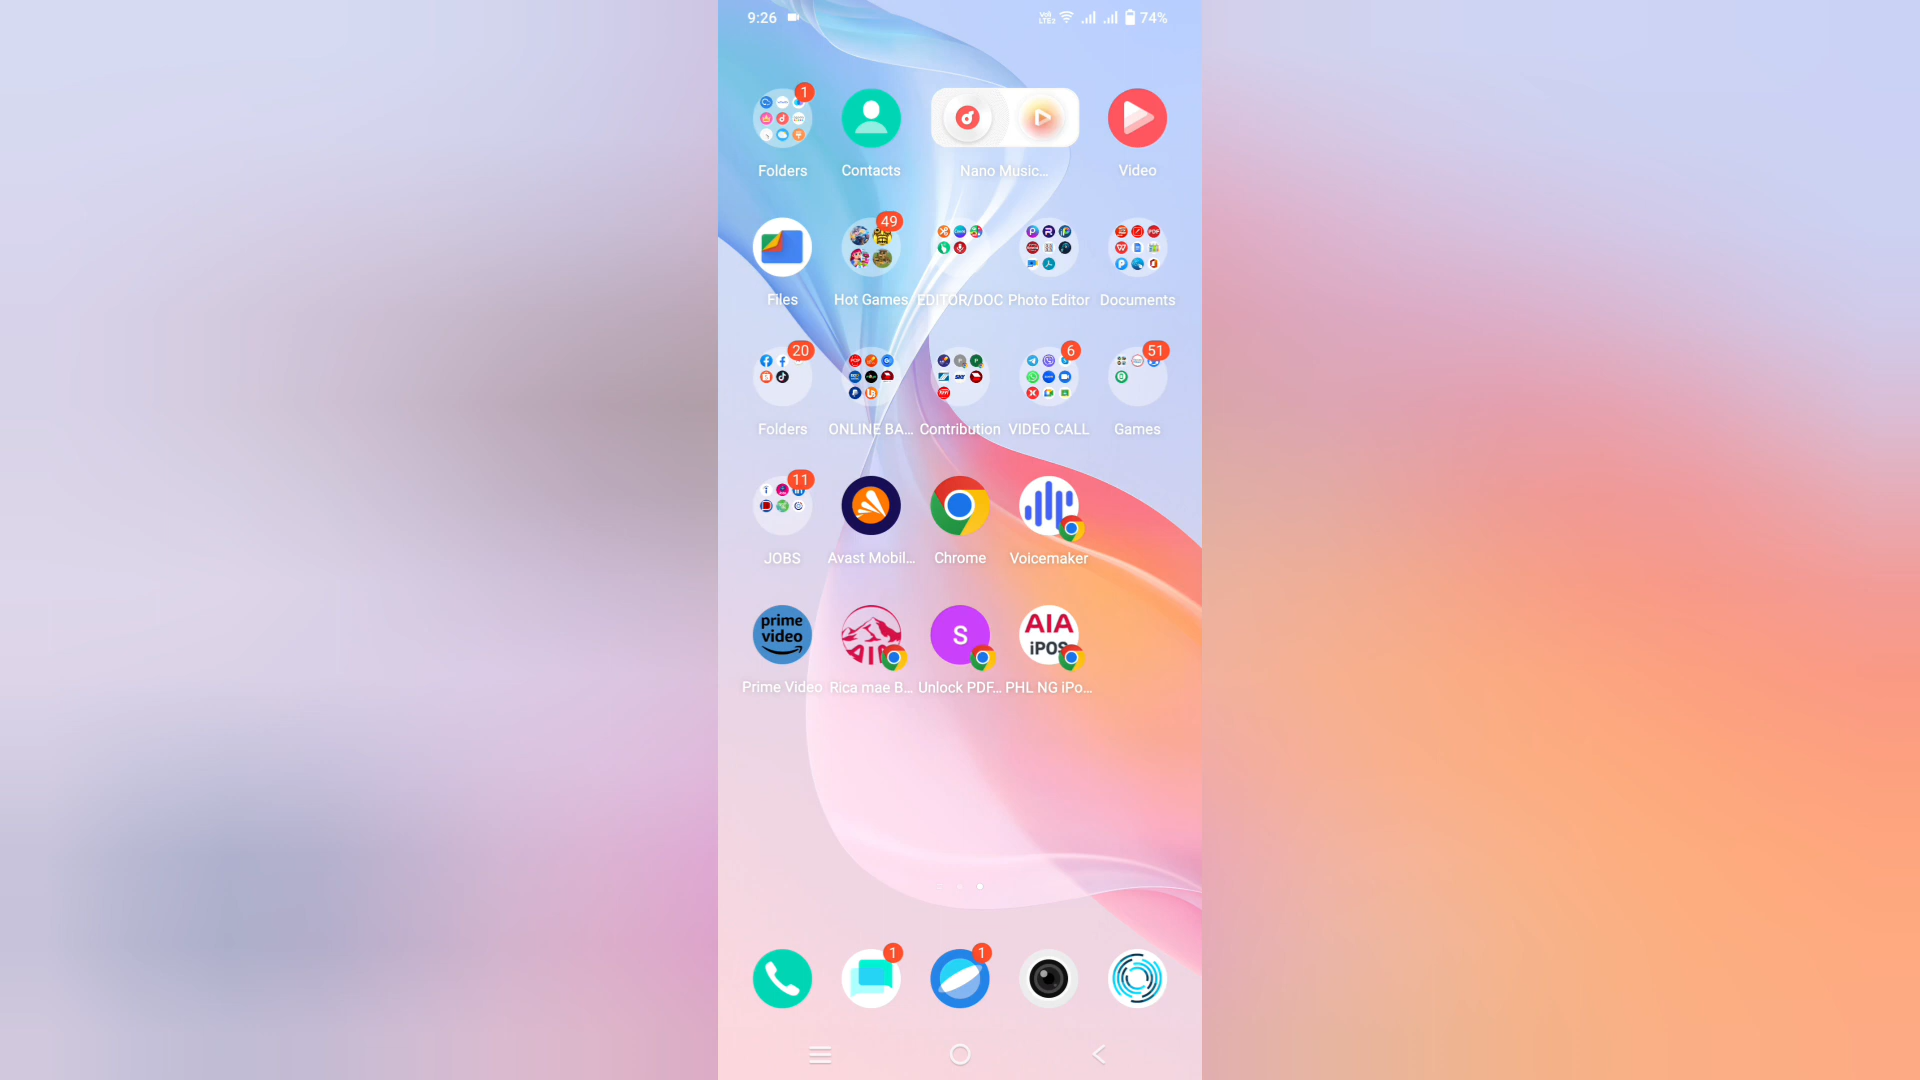 9:26
74%
1
Folders
Contacts
Nano Music...
Video
49
Files
Hot Games
EDITOR/DOC
Photo Editor
Documents
20
6
51
Folders
ONLINE BA...
Contribution
VIDEO CALL
Games
11
JOBS
Avast Mobil...
Chrome
Voicemaker
prime
video
S
AIA
iPOS
Prime Video
Rica mae B...
Unlock PDF...
PHL NG iPo...
1
1